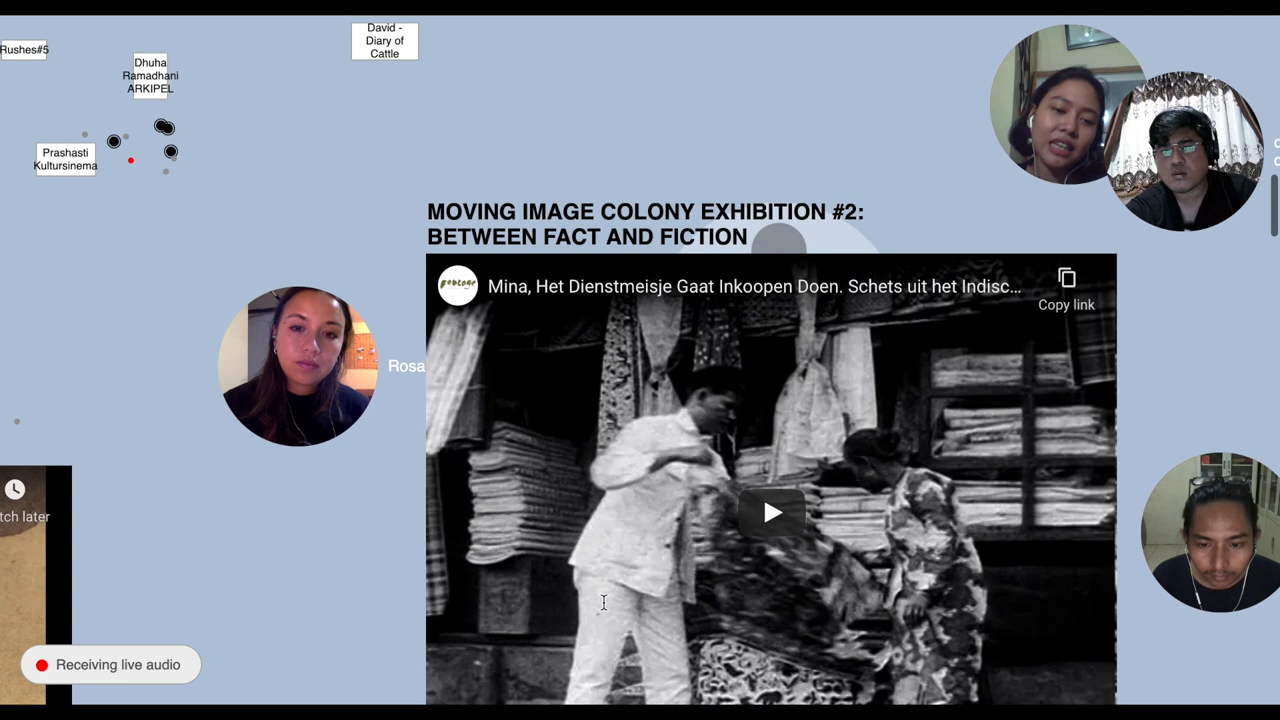 Rushes#5
David -
Diary of
Cattle
Dhuha
Ramadhani
ARKIPEL
Prashasti
Kultursinema
MOVING IMAGE COLONY EXHIBITION #2:
BETWEEN FACT AND FICTION
Mina, Het Dienstmeisje Gaat Inkoopen Doen. Schets uit het Indisc...
Copy link
Rosa
tch later
Receiving live audio